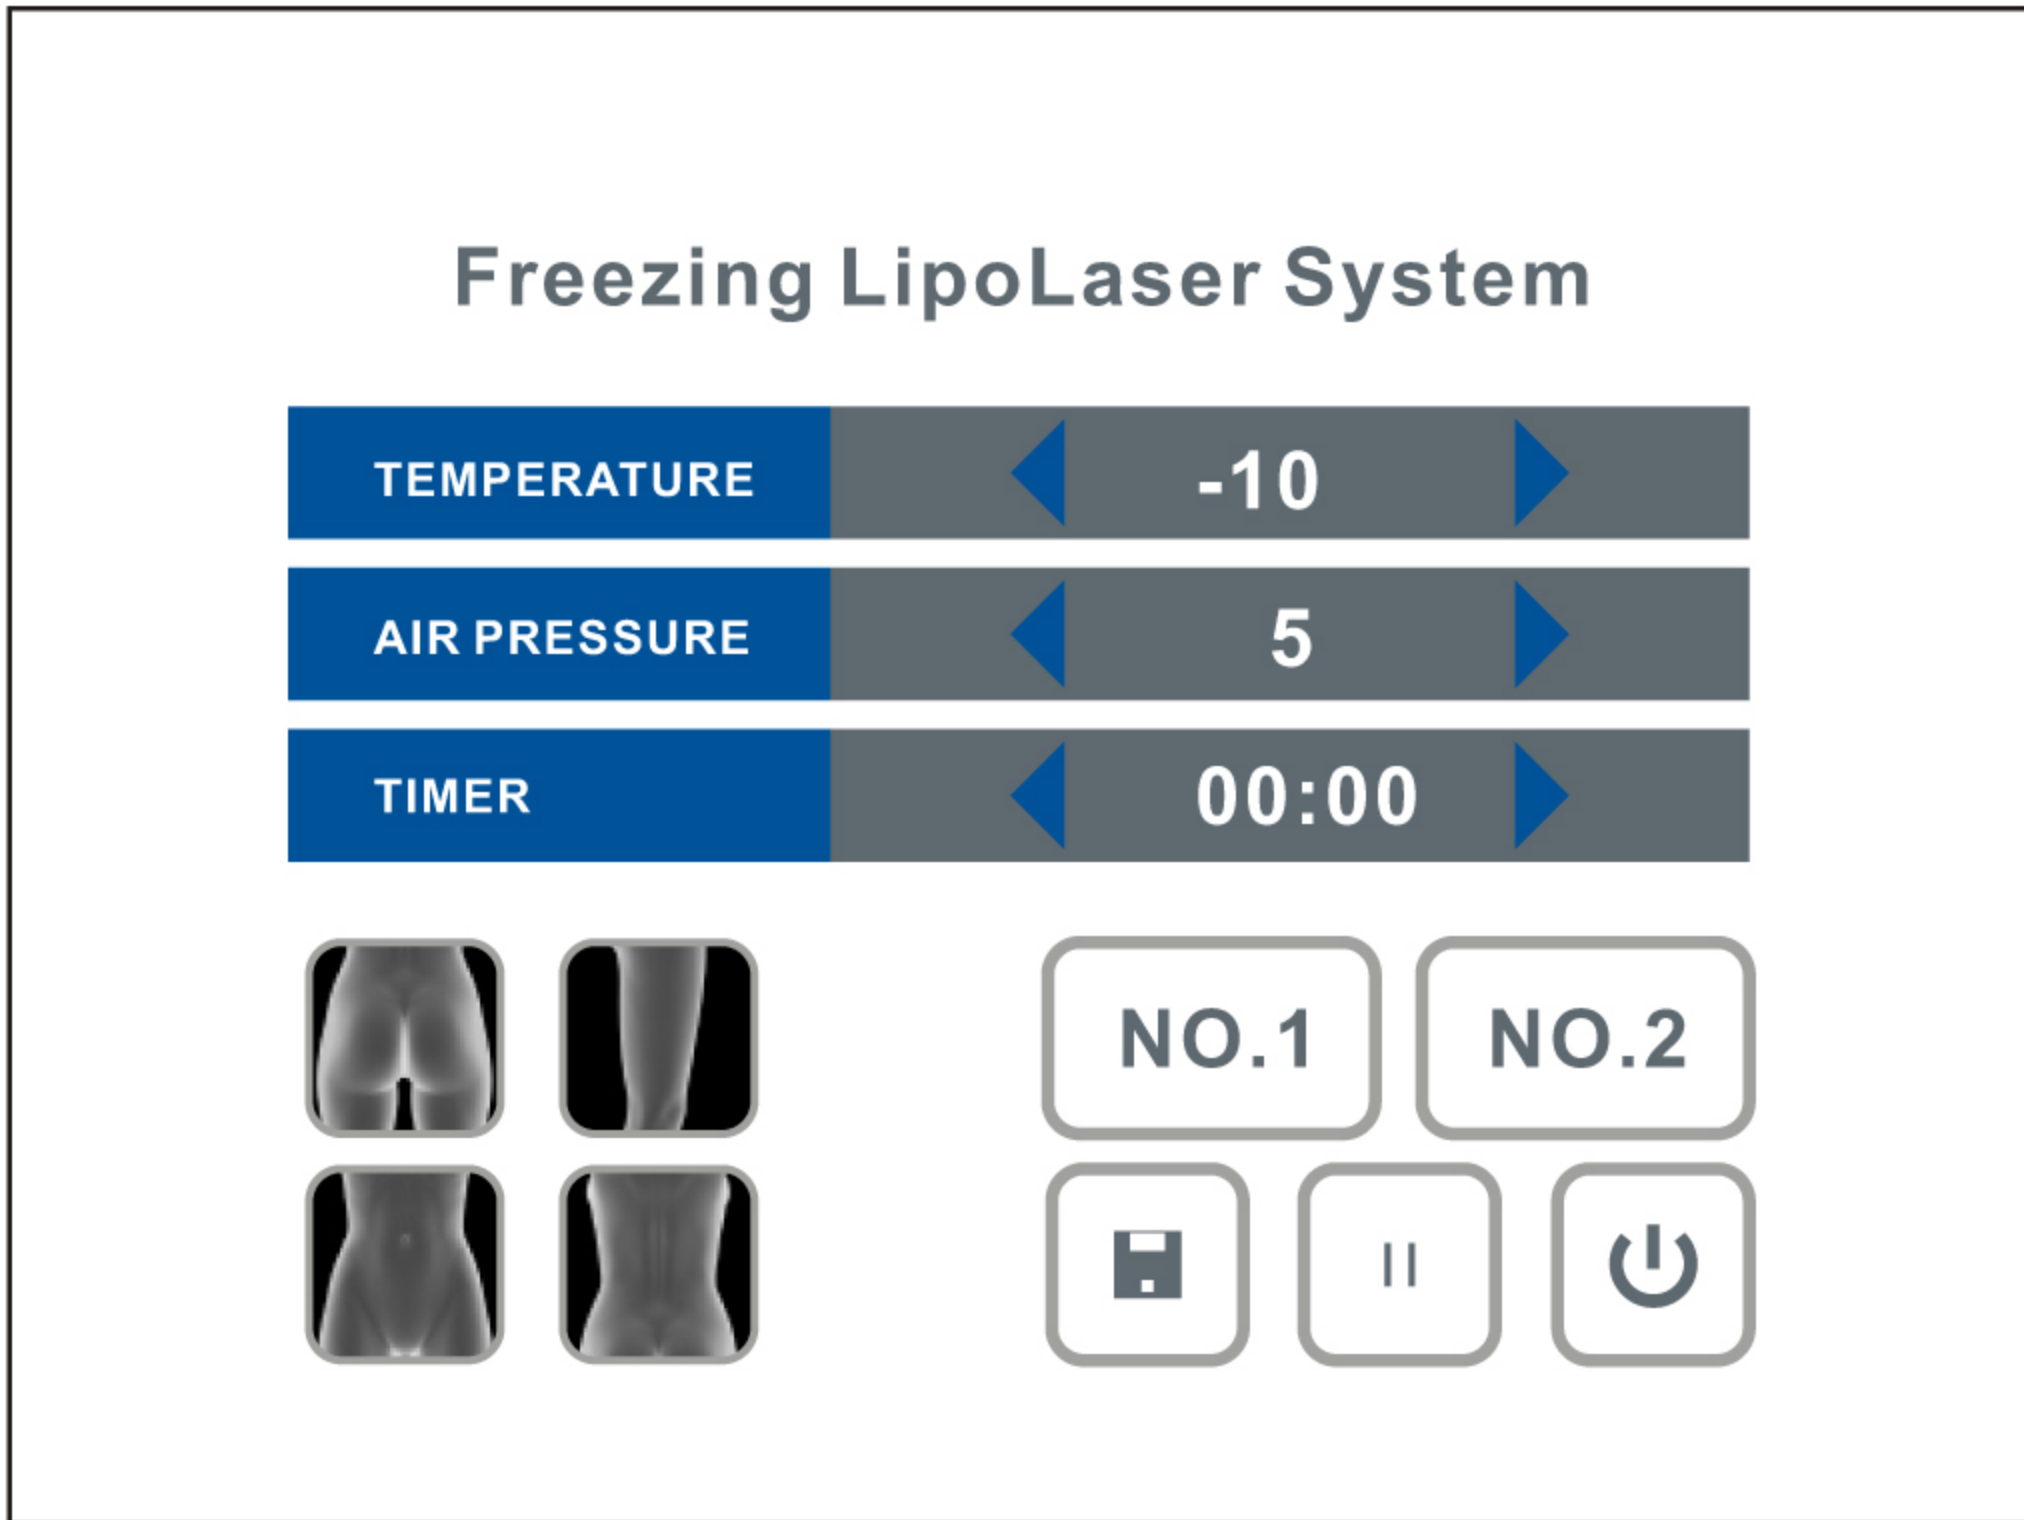 Freezing LipoLaser System
TEMPERATURE -10
AIR PRESSURE 5
TIMER 00:00
NO.1 NO.2